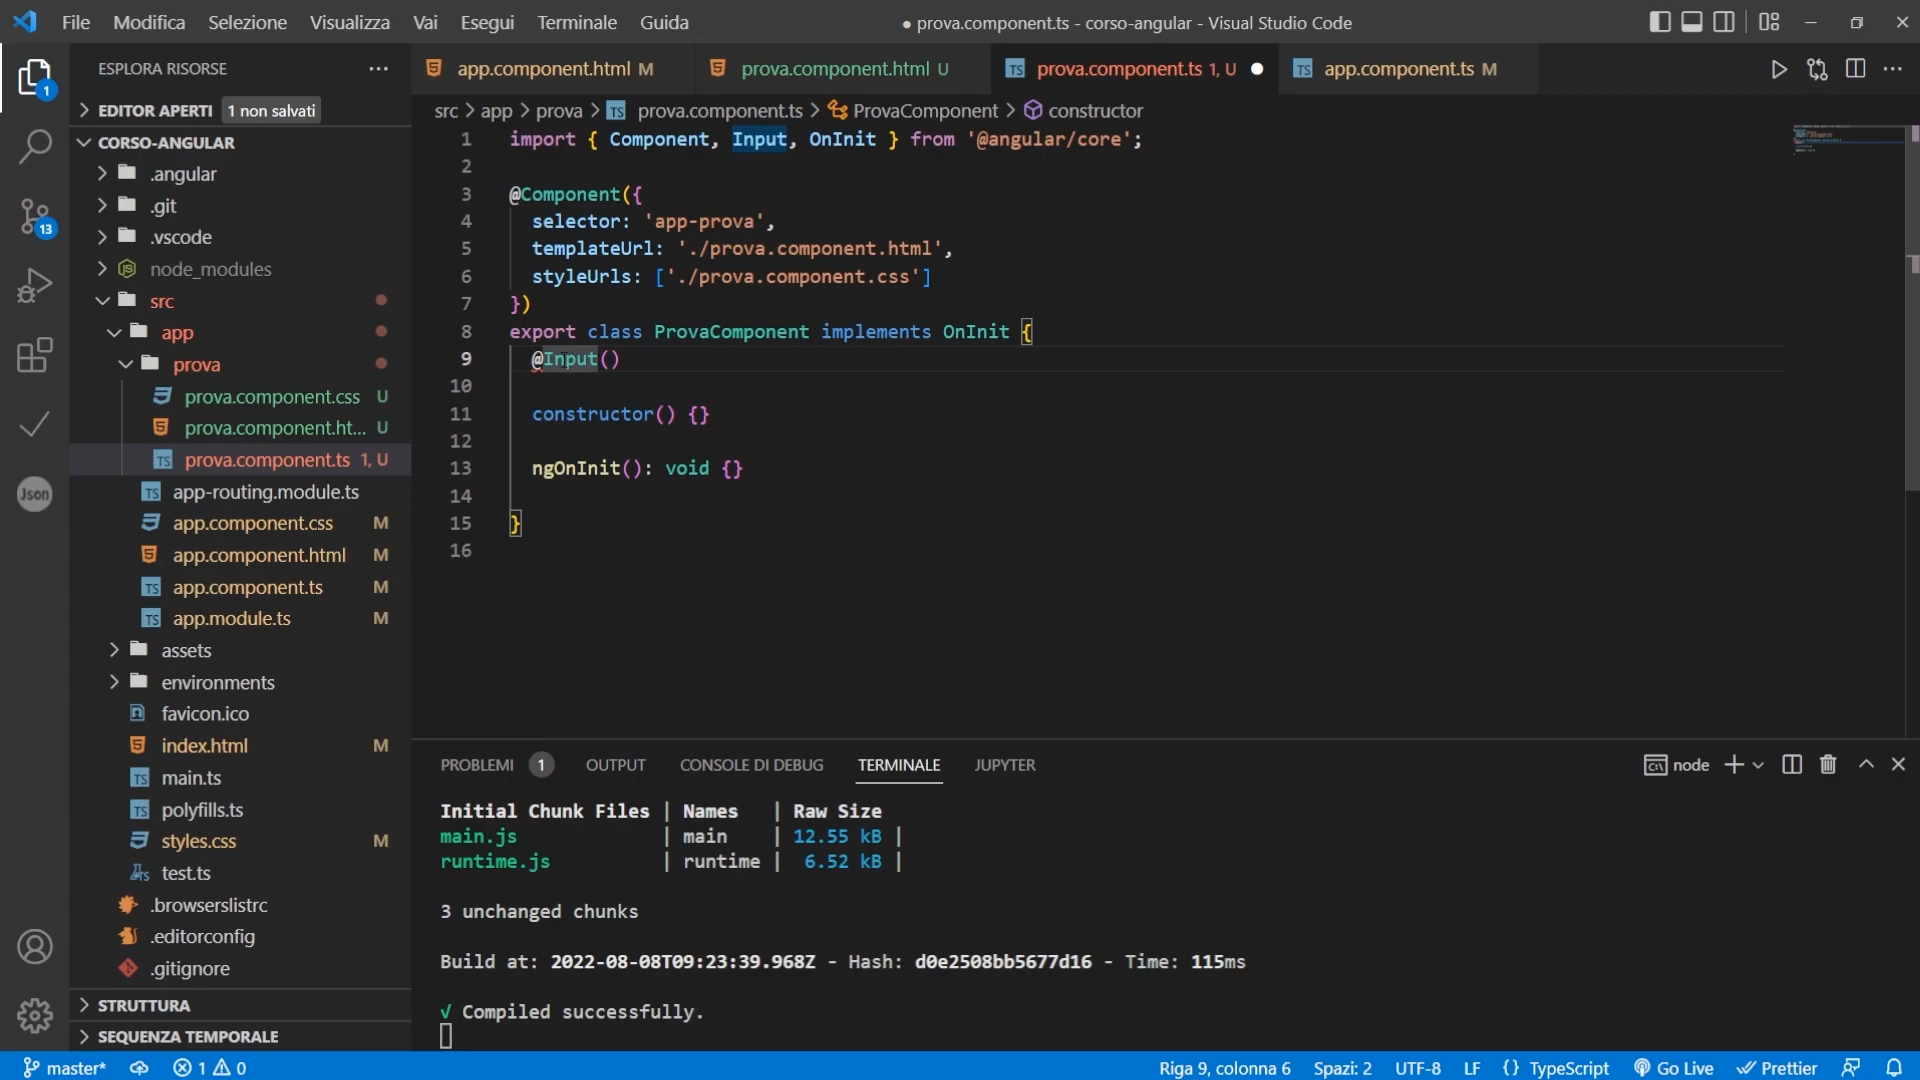 File Modifica Selezione Visualizza Vai Esegui Terminale Guida
● prova.component.ts - corso-angular - Visual Studio Code
ESPLORA RISORSE
1
EDITOR APERTI 1 non salvati
CORSO-ANGULAR
.angular
.git
13
.vscode
node_modules
src
app
prova
prova.component.css U
prova.component.ht... U
prova.component.ts 1, U
app-routing.module.ts
Json
app.component.css M
app.component.html M
app.component.ts M
app.module.ts M
assets
environments
favicon.ico
index.html M
main.ts
polyfills.ts
styles.css M
test.ts
.browserslistrc
.editorconfig
.gitignore
STRUTTURA
SEQUENZA TEMPORALE
app.component.html M
prova.component.html U
TS prova.component.ts 1, U ●
TS app.component.ts M
src > app > prova > TS prova.component.ts > ProvaComponent > constructor
1 import { Component, Input, OnInit } from '@angular/core';
2
3 @Component({
4 selector: 'app-prova',
5 templateUrl: './prova.component.html',
6 styleUrls: ['./prova.component.css']
7 })
8 export class ProvaComponent implements OnInit {
9 @Input()
10
11 constructor() {}
12
13 ngOnInit(): void {}
14
15 }
16
PROBLEMI 1 OUTPUT CONSOLE DI DEBUG TERMINALE JUPYTER
node
Initial Chunk Files | Names | Raw Size
main.js | main | 12.55 kB |
runtime.js | runtime | 6.52 kB |
3 unchanged chunks
Build at: 2022-08-08T09:23:39.968Z - Hash: d0e2508bb5677d16 - Time: 115ms
√ Compiled successfully.
master* 1 0
Riga 9, colonna 6 Spazi: 2 UTF-8 LF {} TypeScript Go Live Prettier